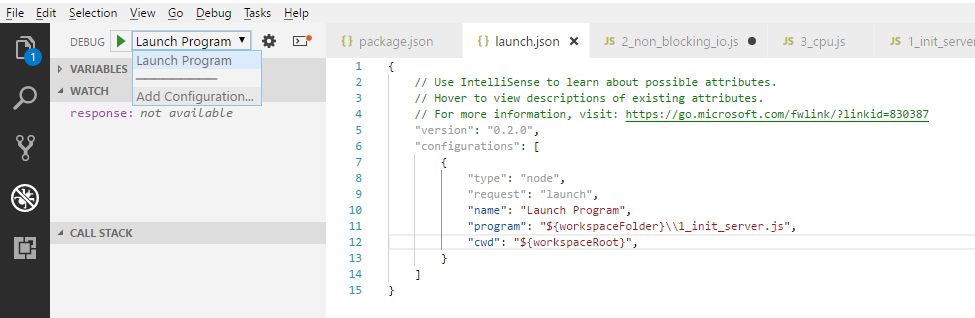 File Edit Selection View Go Debug Tasks Help
1
DEBUG Launch Program
Launch Program
Add Configuration...
VARIABLES
WATCH
response: not available
CALL STACK
{} package.json {} launch.json × JS 2_non_blocking_io.js ● JS 3_cpu.js JS 1_init_server
1 {
2 // Use IntelliSense to learn about possible attributes.
3 // Hover to view descriptions of existing attributes.
4 // For more information, visit: https://go.microsoft.com/fwlink/?linkid=830387
5 "version": "0.2.0",
6 "configurations": [
7 {
8 "type": "node",
9 "request": "launch",
10 "name": "Launch Program",
11 "program": "${workspaceFolder}\\1_init_server.js",
12 "cwd": "${workspaceRoot}",
13 }
14 ]
15 }